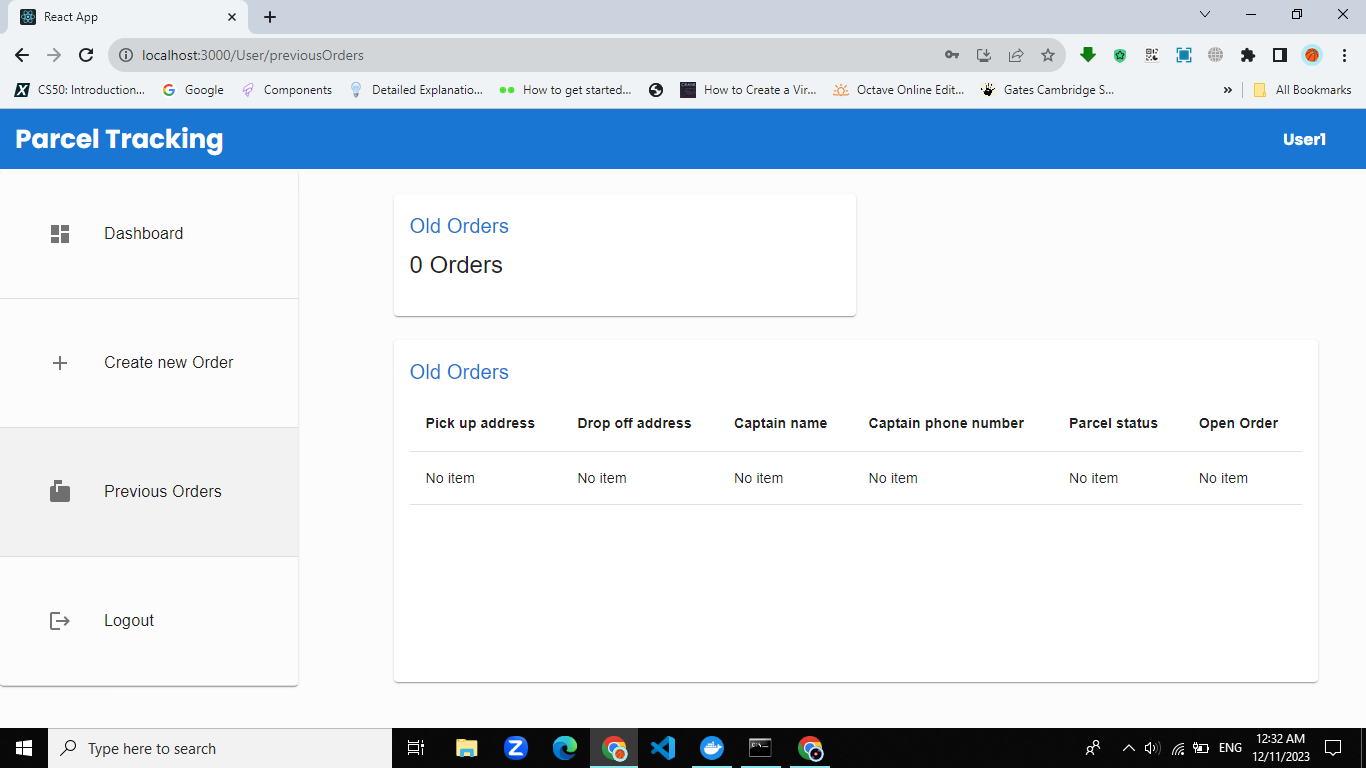 React App
localhost:3000/User/previousOrders
CS50: Introduction...
Google
Components
Detailed Explanatio...
How to get started...
How to Create a Vir...
Octave Online Edit...
Gates Cambridge S...
»
All Bookmarks
Parcel Tracking
User1
Dashboard
Create new Order
Previous Orders
Logout
Old Orders
0 Orders
Old Orders
Pick up address Drop off address Captain name Captain phone number Parcel status Open Order
No item No item No item No item No item No item
Type here to search
ENG
12:32 AM
12/11/2023